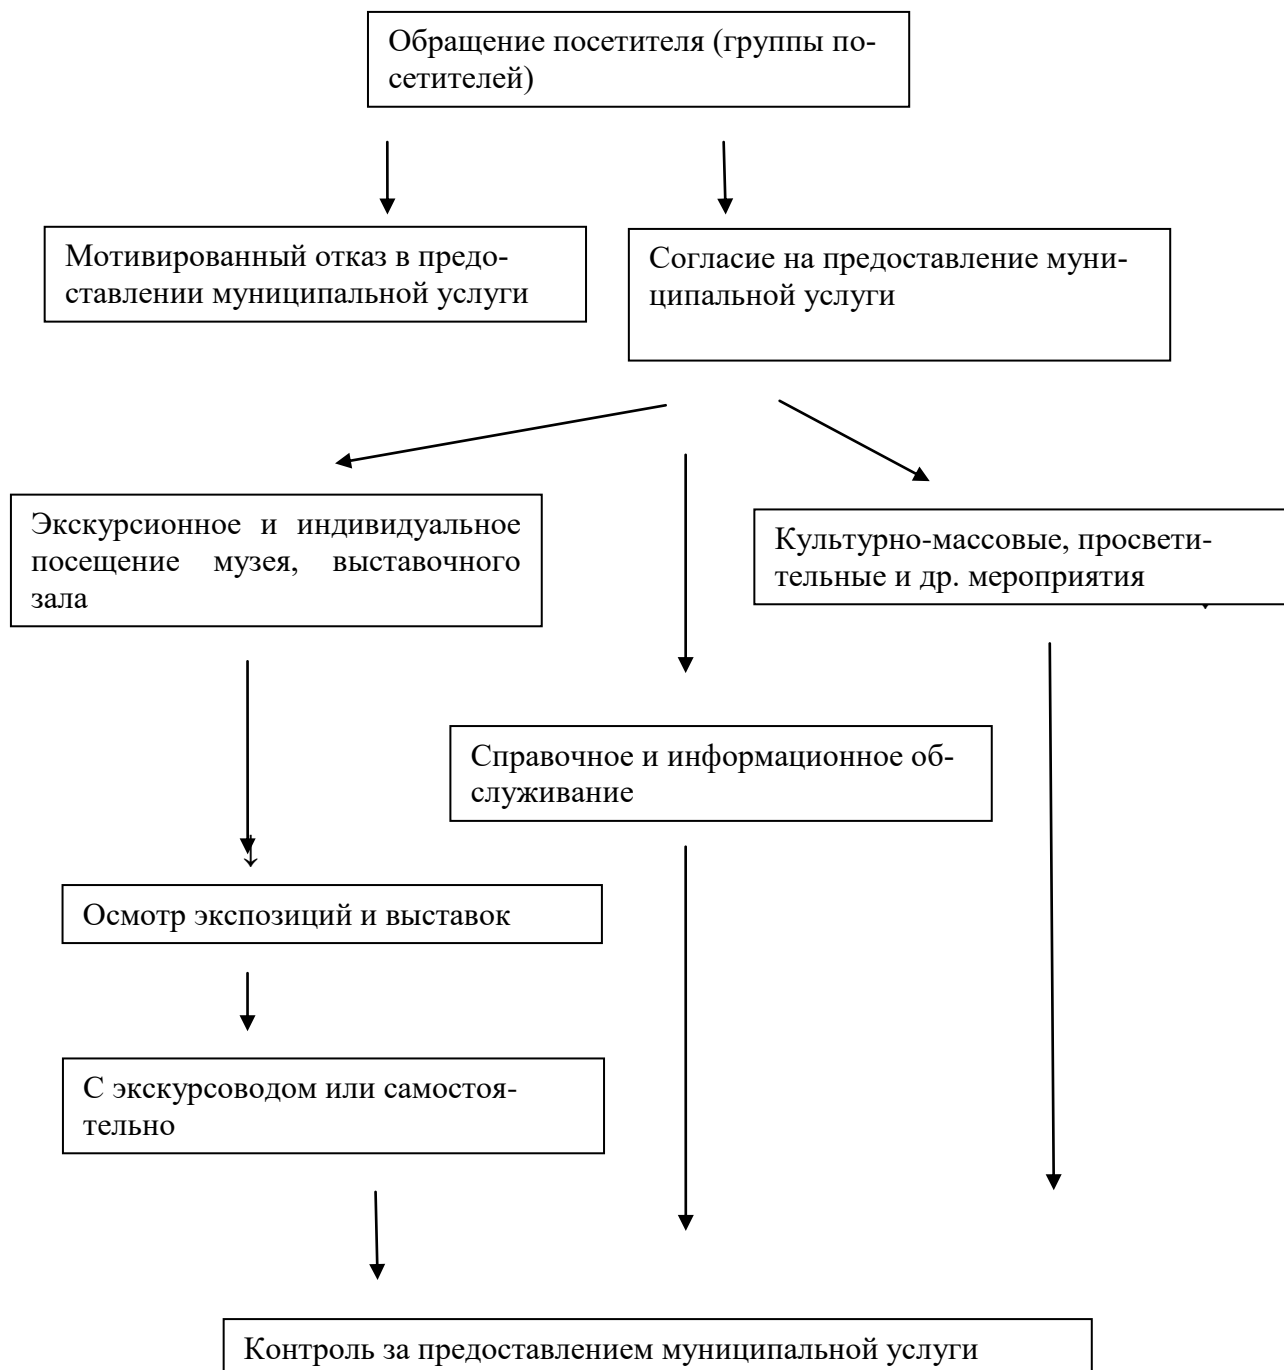 Обращение посетителя (группы по-
сетителей)
Мотивированный отказ в предо-
ставлении муниципальной услуги
Согласие на предоставление муни-
ципальной услуги
Экскурсионное и индивидуальное
посещение музея, выставочного
зала
Культурно-массовые, просвети-
тельные и др. мероприятия
Справочное и информационное об-
служивание
Осмотр экспозиций и выставок
С экскурсоводом или самостоя-
тельно
Контроль за предоставлением муниципальной услуги